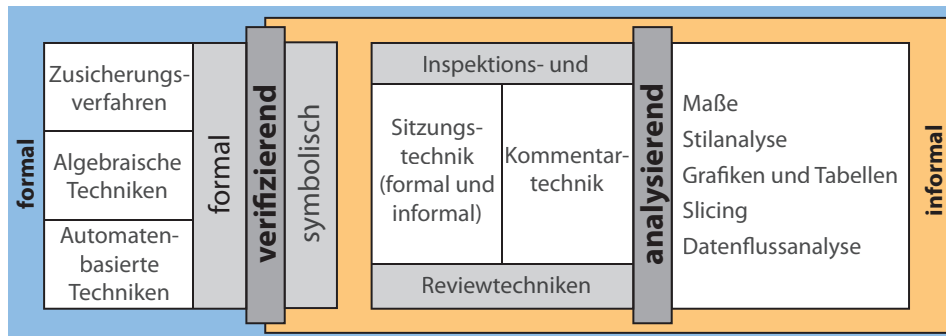 formal
Zusicherungs-
verfahren
Algebraische
Techniken
Automaten-
basierte
Techniken
formal
verifizierend
symbolisch
Inspektions- und
Sitzungs-
technik
(formal und
informal)
Kommentar-
technik
Reviewtechniken
analysierend
Maße
Stilanalyse
Grafiken und Tabellen
Slicing
Datenflussanalyse
informal